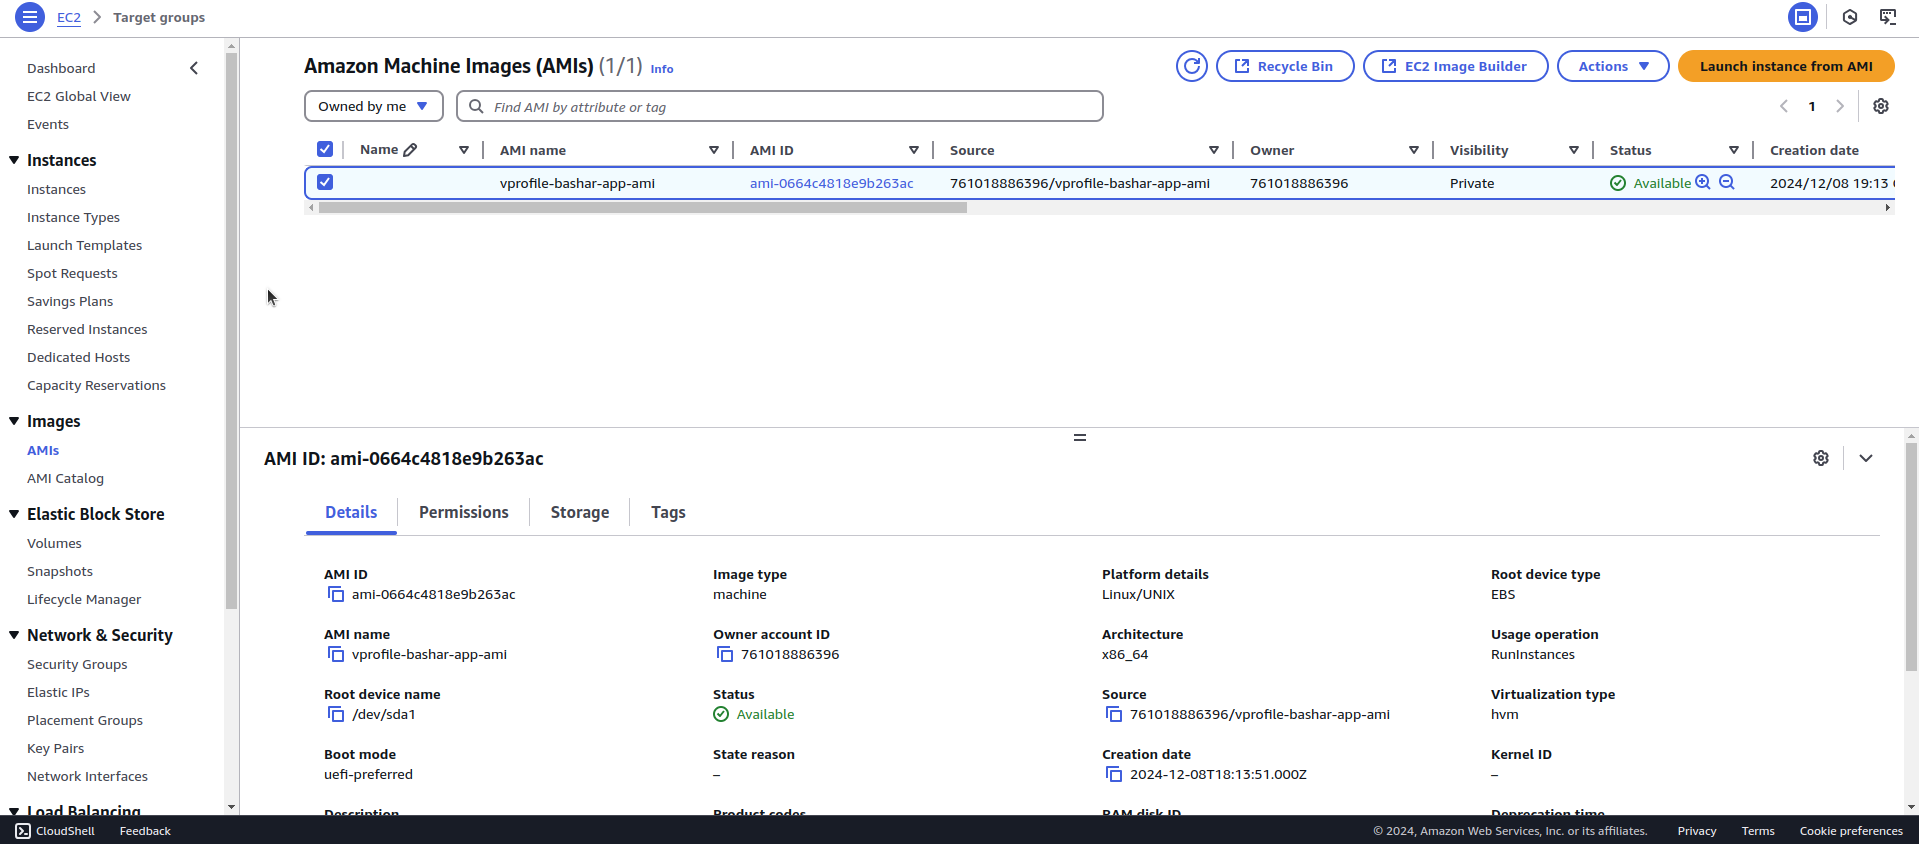 EC2 > Target groups
Dashboard
EC2 Global View
Events
Instances
Instances
Instance Types
Launch Templates
Spot Requests
Savings Plans
Reserved Instances
Dedicated Hosts
Capacity Reservations
Images
AMIs
AMI Catalog
Elastic Block Store
Volumes
Snapshots
Lifecycle Manager
Network & Security
Security Groups
Elastic IPs
Placement Groups
Key Pairs
Network Interfaces
Load Balancing
Amazon Machine Images (AMIs) (1/1) Info
Recycle Bin
EC2 Image Builder
Actions
Launch instance from AMI
Owned by me
Find AMI by attribute or tag
1
Name AMI name AMI ID Source Owner Visibility Status Creation date
vprofile-bashar-app-ami ami-0664c4818e9b263ac 761018886396/vprofile-bashar-app-ami 761018886396 Private Available 2024/12/08 19:13
AMI ID: ami-0664c4818e9b263ac
Details Permissions Storage Tags
AMI ID Image type Platform details Root device type
ami-0664c4818e9b263ac machine Linux/UNIX EBS
AMI name Owner account ID Architecture Usage operation
vprofile-bashar-app-ami 761018886396 x86_64 RunInstances
Root device name Status Source Virtualization type
/dev/sda1 Available 761018886396/vprofile-bashar-app-ami hvm
Boot mode State reason Creation date Kernel ID
uefi-preferred – 2024-12-08T18:13:51.000Z –
Description Product codes RAM disk ID Deprecation time
CloudShell Feedback © 2024, Amazon Web Services, Inc. or its affiliates. Privacy Terms Cookie preferences